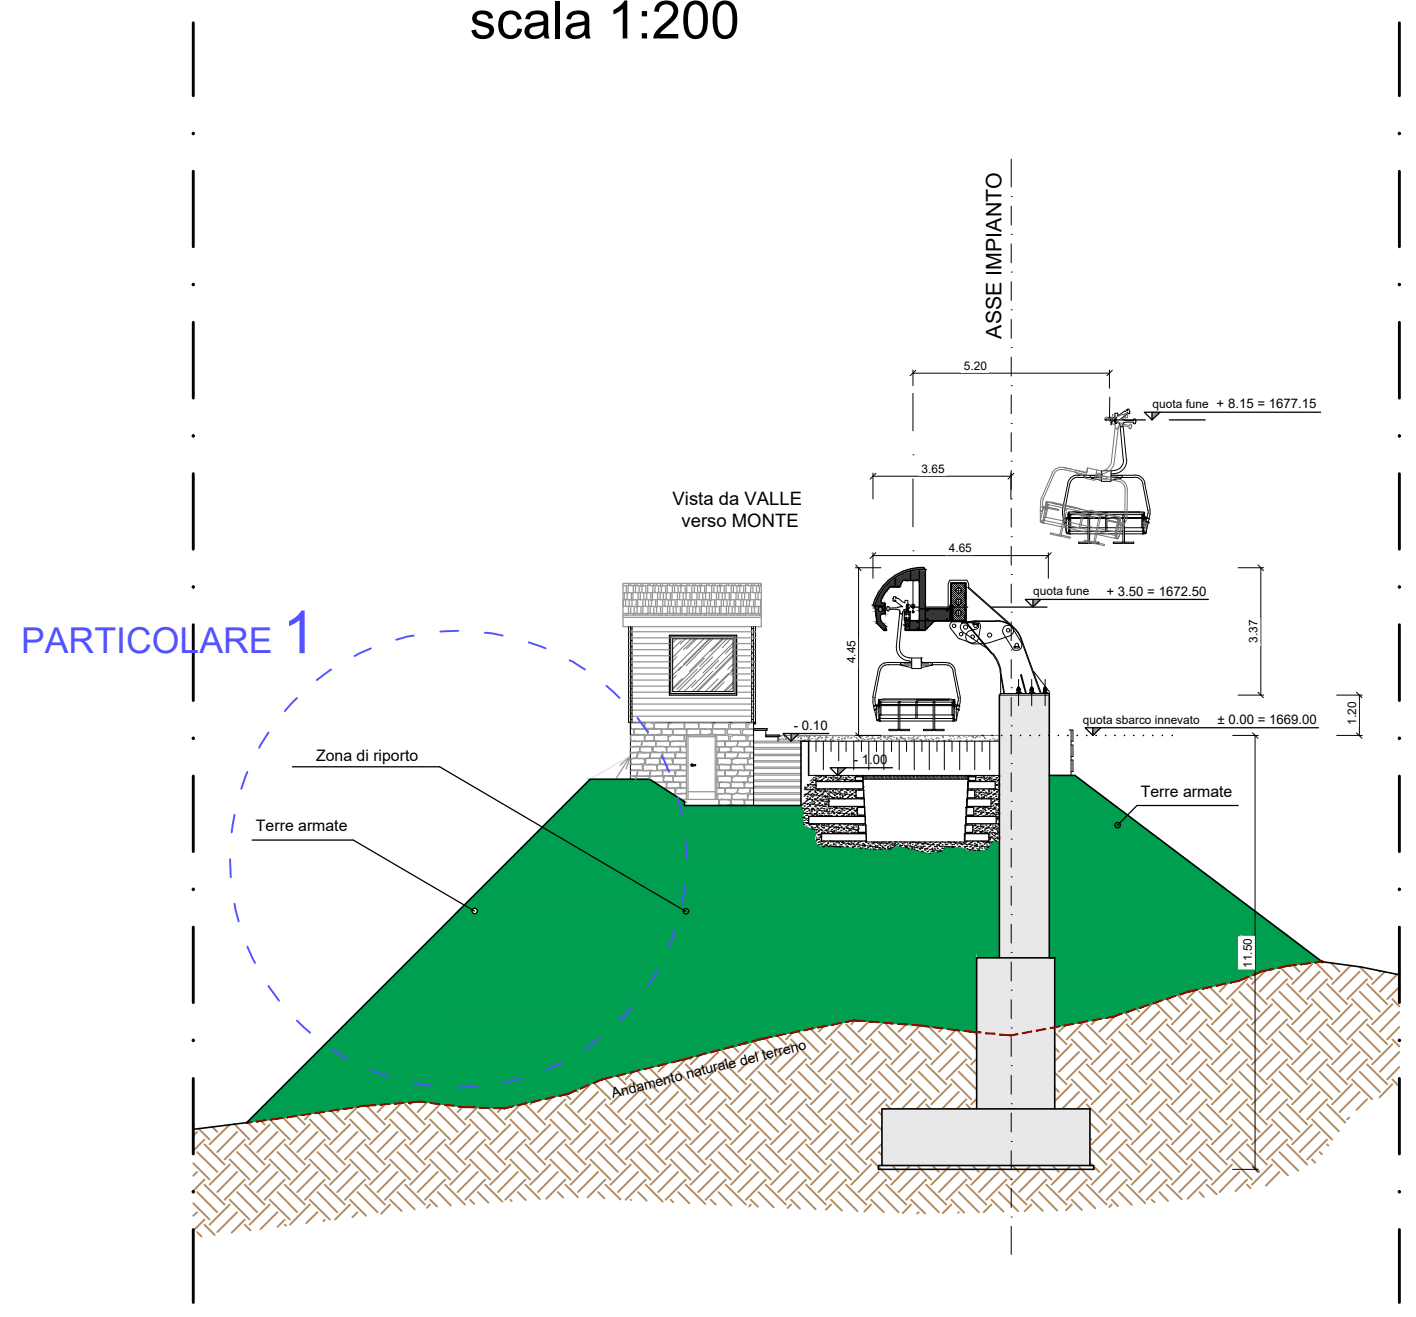 scala 1:200
ASSE IMPIANTO
5.20
quota fune + 8.15 = 1677.15
3.65
Vista da VALLE
verso MONTE
4.65
quota fune + 3.50 = 1672.50
PARTICOLARE 1
4.45
3.37
1.20
- 0.10
quota sbarco innevato ± 0.00 = 1669.00
Zona di riporto
- 1.00
Terre armate
Terre armate
11.50
Andamento naturale del terreno